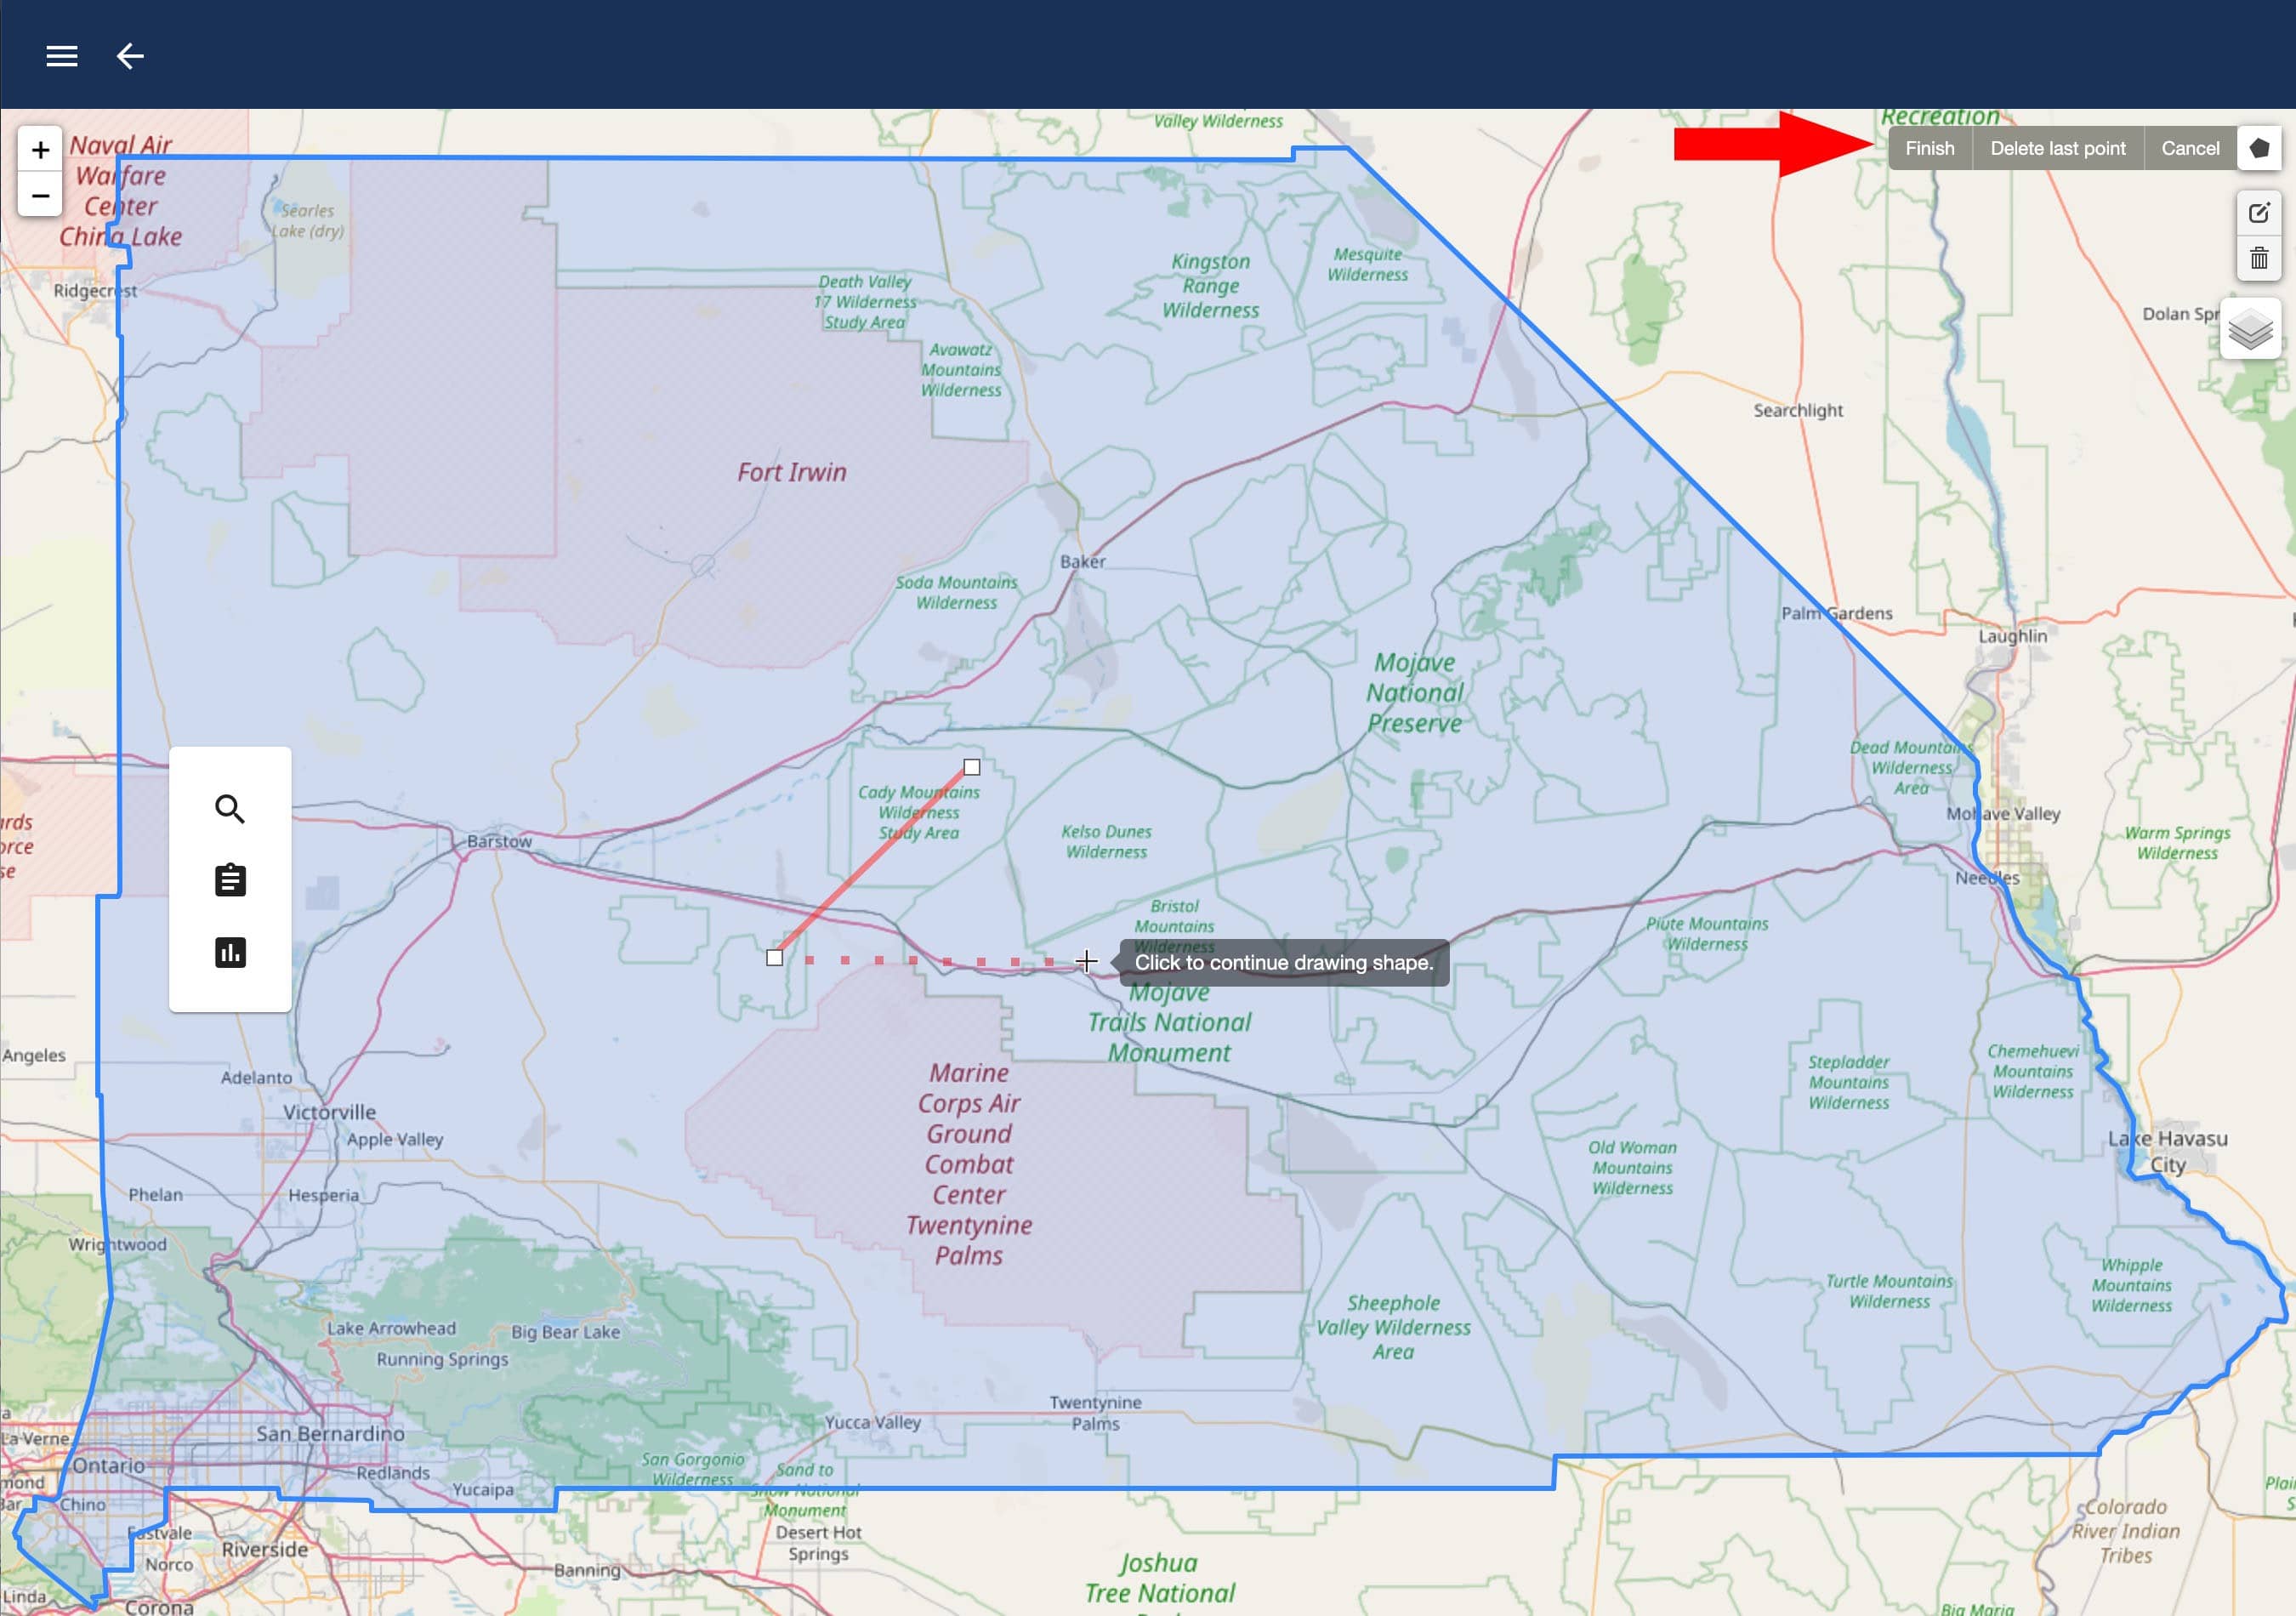 Valley Wilderness
Recreation
Finish
Delete last point
Cancel
+
−
Naval Air
Warfare
Center
China Lake
Searles
Lake (dry)
Ridgecrest
Death Valley
17 Wilderness
Study Area
Kingston
Range
Wilderness
Mesquite
Wilderness
Dolan Spr
Avawatz
Mountains
Wilderness
Searchlight
Fort Irwin
Baker
Soda Mountains
Wilderness
Palm Gardens
Laughlin
Mojave
National
Preserve
Dead Mountains
Wilderness
Area
Mohave Valley
Warm Springs
Wilderness
Cady Mountains
Wilderness
Study Area
Kelso Dunes
Wilderness
Barstow
Needles
Bristol
Mountains
Wilderness
Piute Mountains
Wilderness
Click to continue drawing shape.
Mojave
Trails National
Monument
Angeles
Adelanto
Victorville
Apple Valley
Phelan
Hesperia
Wrightwood
Marine
Corps Air
Ground
Combat
Center
Twentynine
Palms
Stepladder
Mountains
Wilderness
Chemehuevi
Mountains
Wilderness
Old Woman
Mountains
Wilderness
Lake Havasu
City
Whipple
Mountains
Wilderness
Turtle Mountains
Wilderness
Sheephole
Valley Wilderness
Area
Lake Arrowhead
Big Bear Lake
Running Springs
Yucca Valley
Twentynine
Palms
La Verne
San Bernardino
Ontario
Redlands
Yucaipa
San Gorgonio
Wilderness
Sand to
Snow National
Monument
Chino
Eastvale
Norco
Riverside
Desert Hot
Springs
Banning
Linda
Corona
Joshua
Tree National
Colorado
River Indian
Tribes
Big Maria